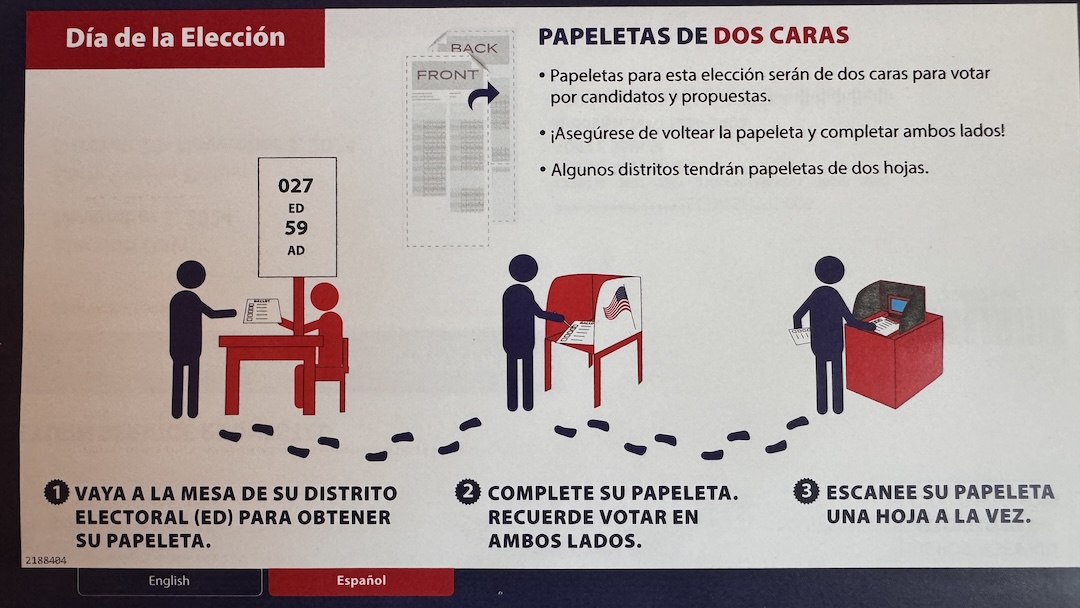 Día de la Elección
BACK
FRONT
PAPELETAS DE DOS CARAS
• Papeletas para esta elección serán de dos caras para votar
por candidatos y propuestas.
• ¡Asegúrese de voltear la papeleta y completar ambos lados!
• Algunos distritos tendrán papeletas de dos hojas.
027
ED
59
AD
BALLOT
BALLOT
1 VAYA A LA MESA DE SU DISTRITO
ELECTORAL (ED) PARA OBTENER
SU PAPELETA.
2 COMPLETE SU PAPELETA.
RECUERDE VOTAR EN
AMBOS LADOS.
3 ESCANEE SU PAPELETA
UNA HOJA A LA VEZ.
2188404
English
Español